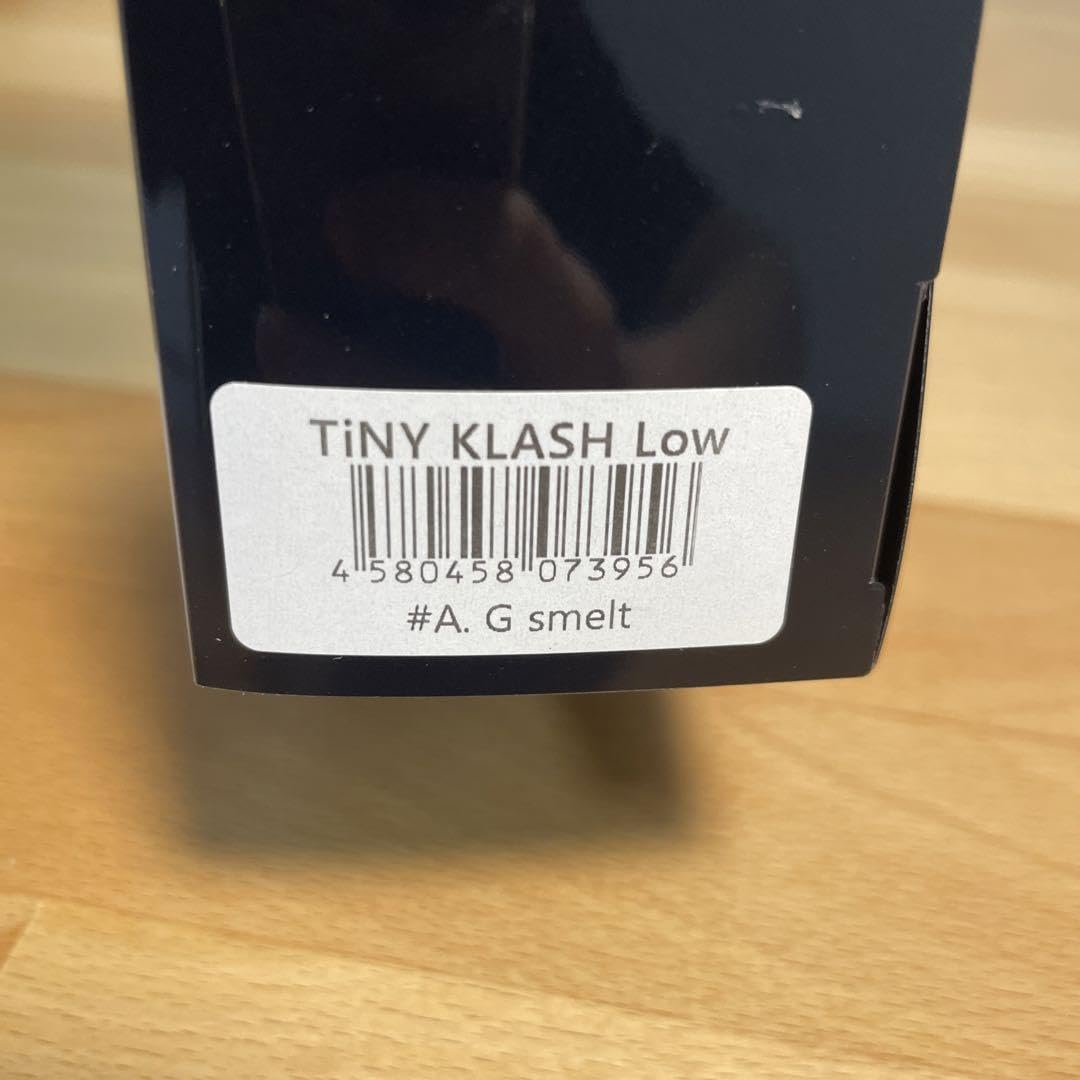 TiNY KLASH Low
4 580458 073956
#A. G smelt